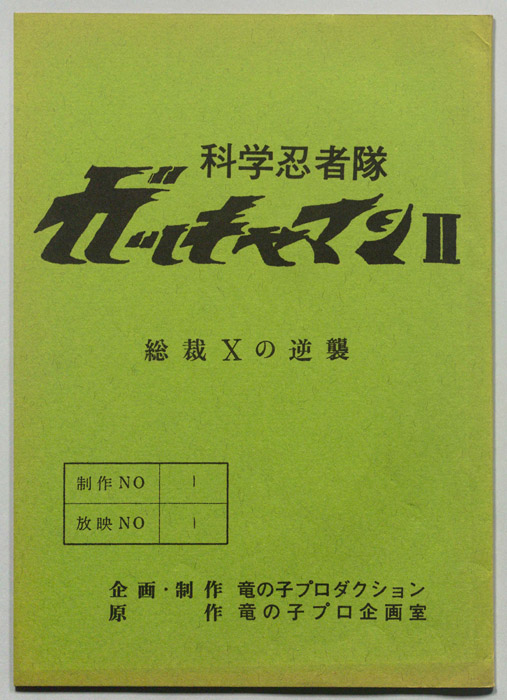 科学忍者隊
ガッチャマンⅡ
総裁Xの逆襲
制作NO 1
放映NO 1
企画・制作 竜の子プロダクション
原作 竜の子プロ企画室